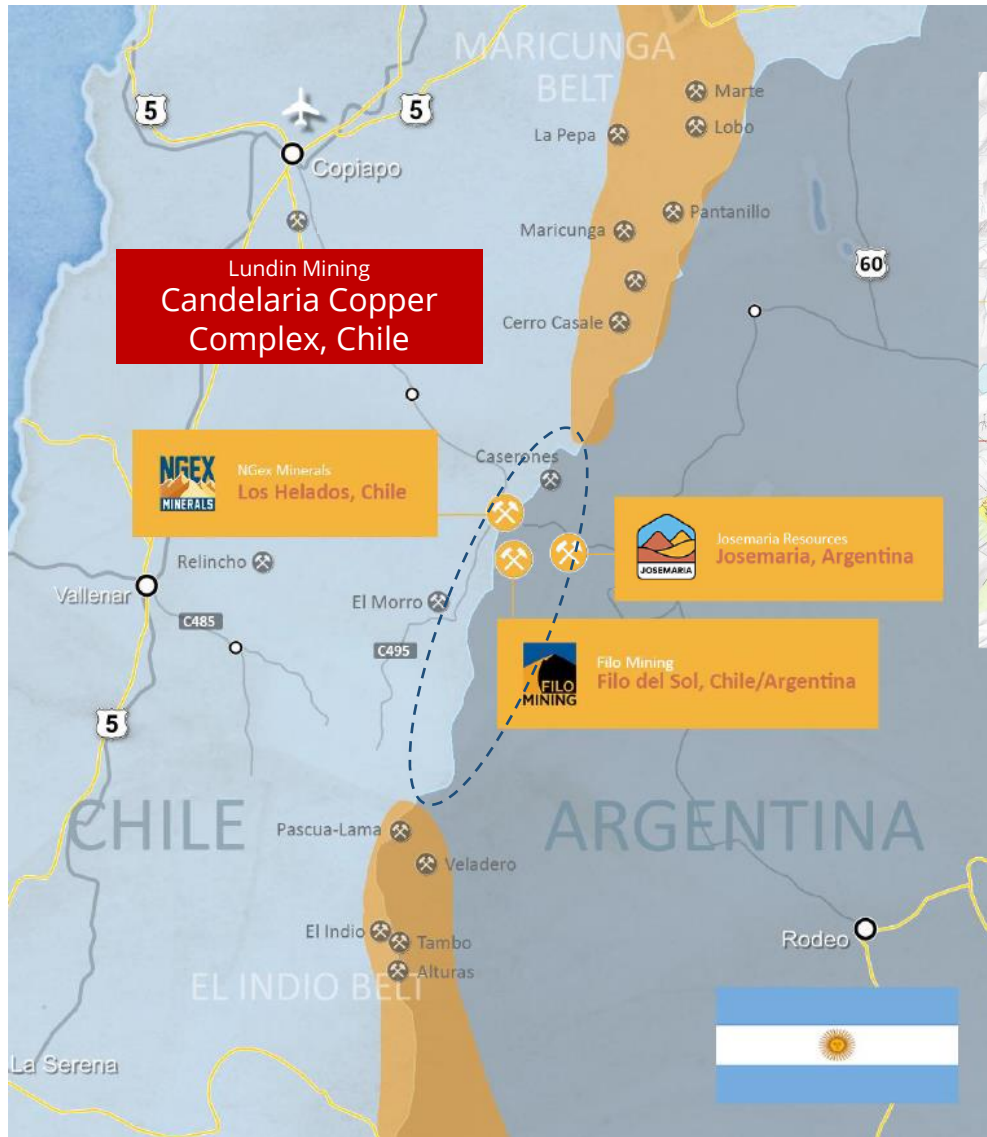 MARICUNGA
BELT
Marte
5
5
La Pepa
Lobo
Copiapo
Pantanillo
Maricunga
60
Lundin Mining
Candelaria Copper
Complex, Chile
Cerro Casale
NGEX
MINERALS
NGex Minerals
Los Helados, Chile
Caserones
JOSEMARIA
Josemaria Resources
Josemaria, Argentina
Relincho
Vallenar
El Morro
C485
C495
FILO
MINING
Filo Mining
Filo del Sol, Chile/Argentina
5
CHILE
ARGENTINA
Pascua-Lama
Veladero
El Indio
Tambo
Rodeo
Alturas
EL INDIO BELT
La Serena